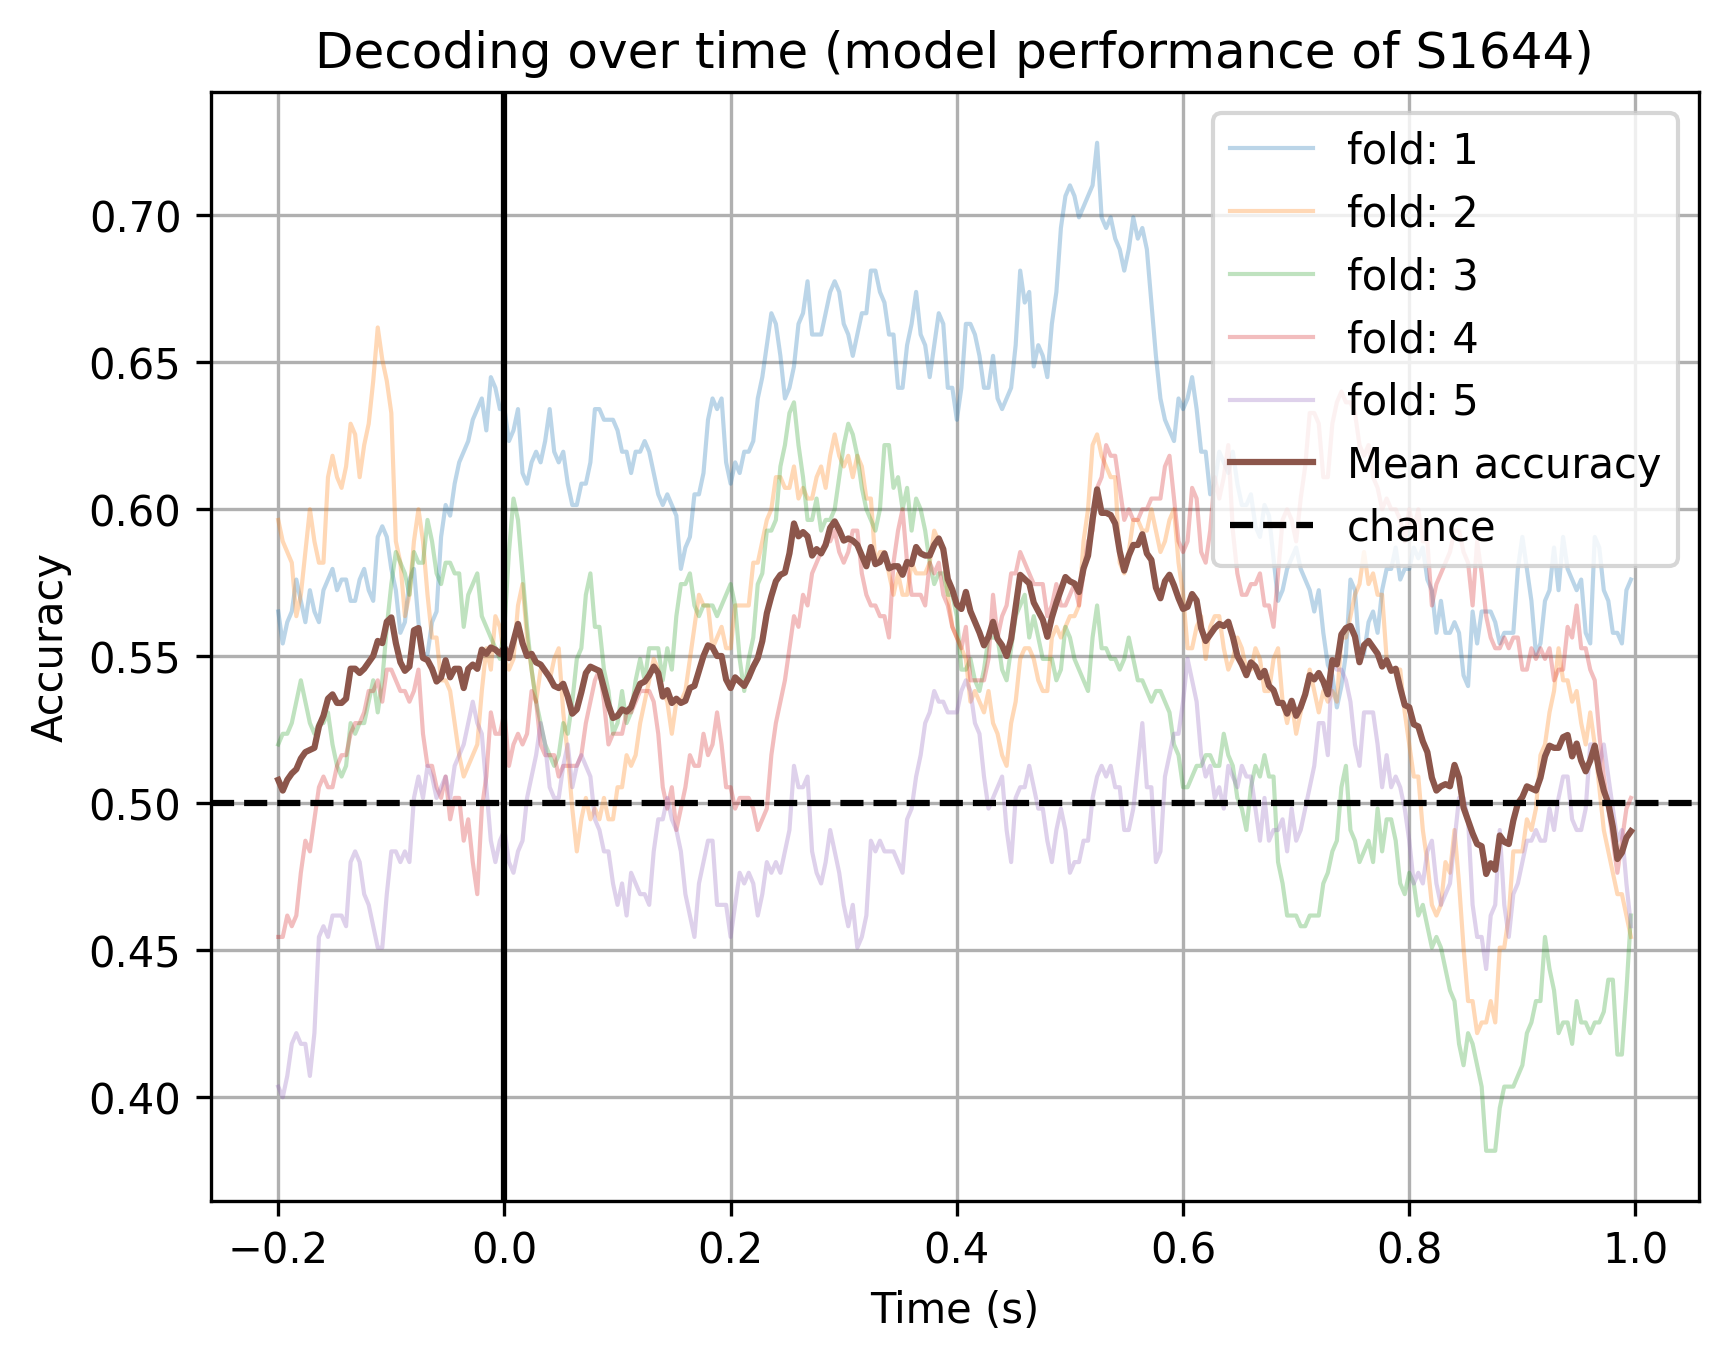 Decoding over time (model performance of S1644)
fold: 1
fold: 2
fold: 3
fold: 4
fold: 5
Mean accuracy
chance
Accuracy
0.70
0.65
0.60
0.55
0.50
0.45
0.40
−0.2
0.0
0.2
0.4
0.6
0.8
1.0
Time (s)